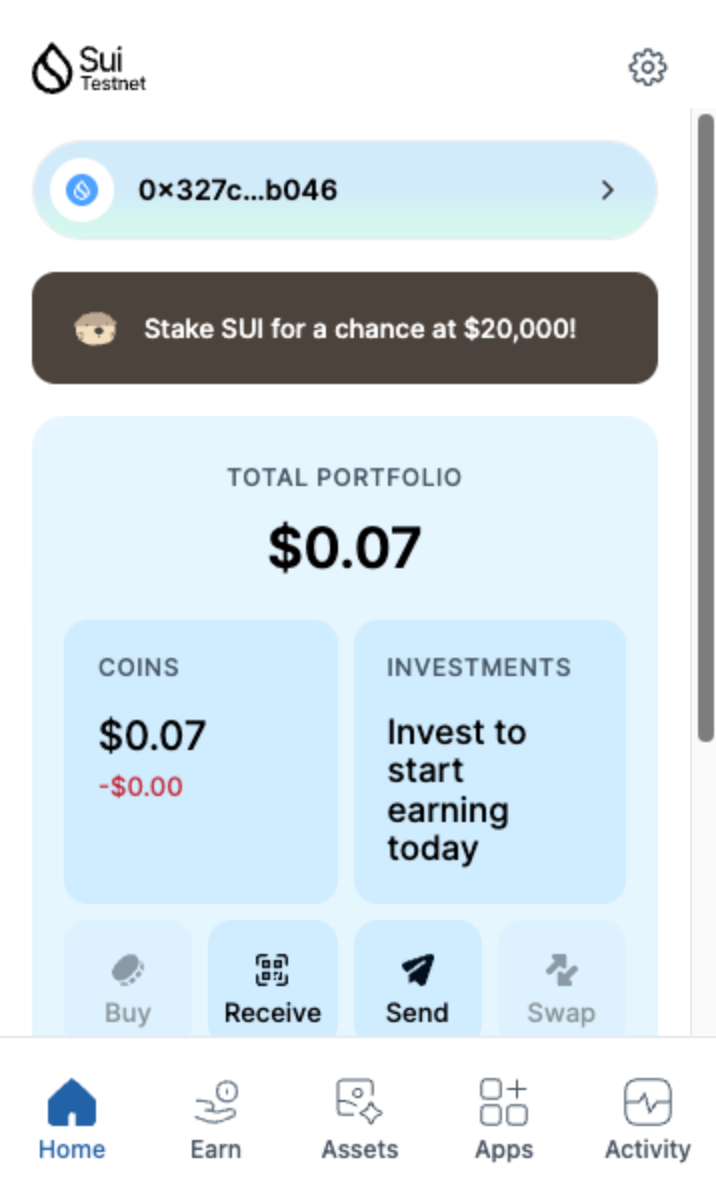 Sui
Testnet
0×327c...b046
Stake SUI for a chance at $20,000!
TOTAL PORTFOLIO
$0.07
COINS
$0.07
-$0.00
INVESTMENTS
Invest to
start
earning
today
Buy
Receive
Send
Swap
Home
Earn
Assets
Apps
Activity